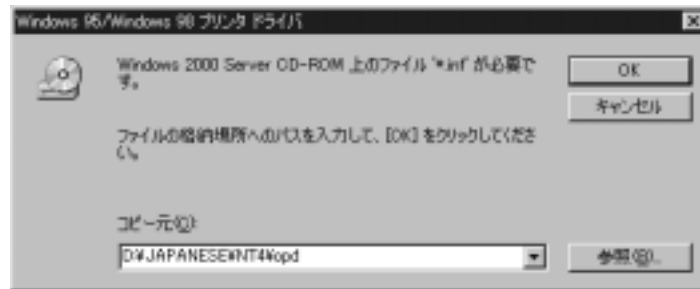 Windows 95/Windows 98 プリンタ ドライバ
Windows 2000 Server CD-ROM 上のファイル '*.inf' が必要で
す。
OK
キャンセル
ファイルの格納場所へのパスを入力して、[OK] をクリックしてくださ
い。
コピー元(C):
D:¥JAPANESE¥NT4¥opd
参照(B)...